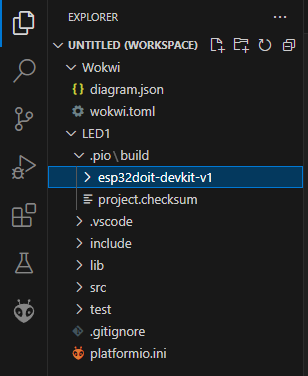 EXPLORER
UNTITLED (WORKSPACE)
Wokwi
diagram.json
wokwi.toml
LED1
.pio\build
esp32doit-devkit-v1
project.checksum
.vscode
include
lib
src
test
.gitignore
platformio.ini